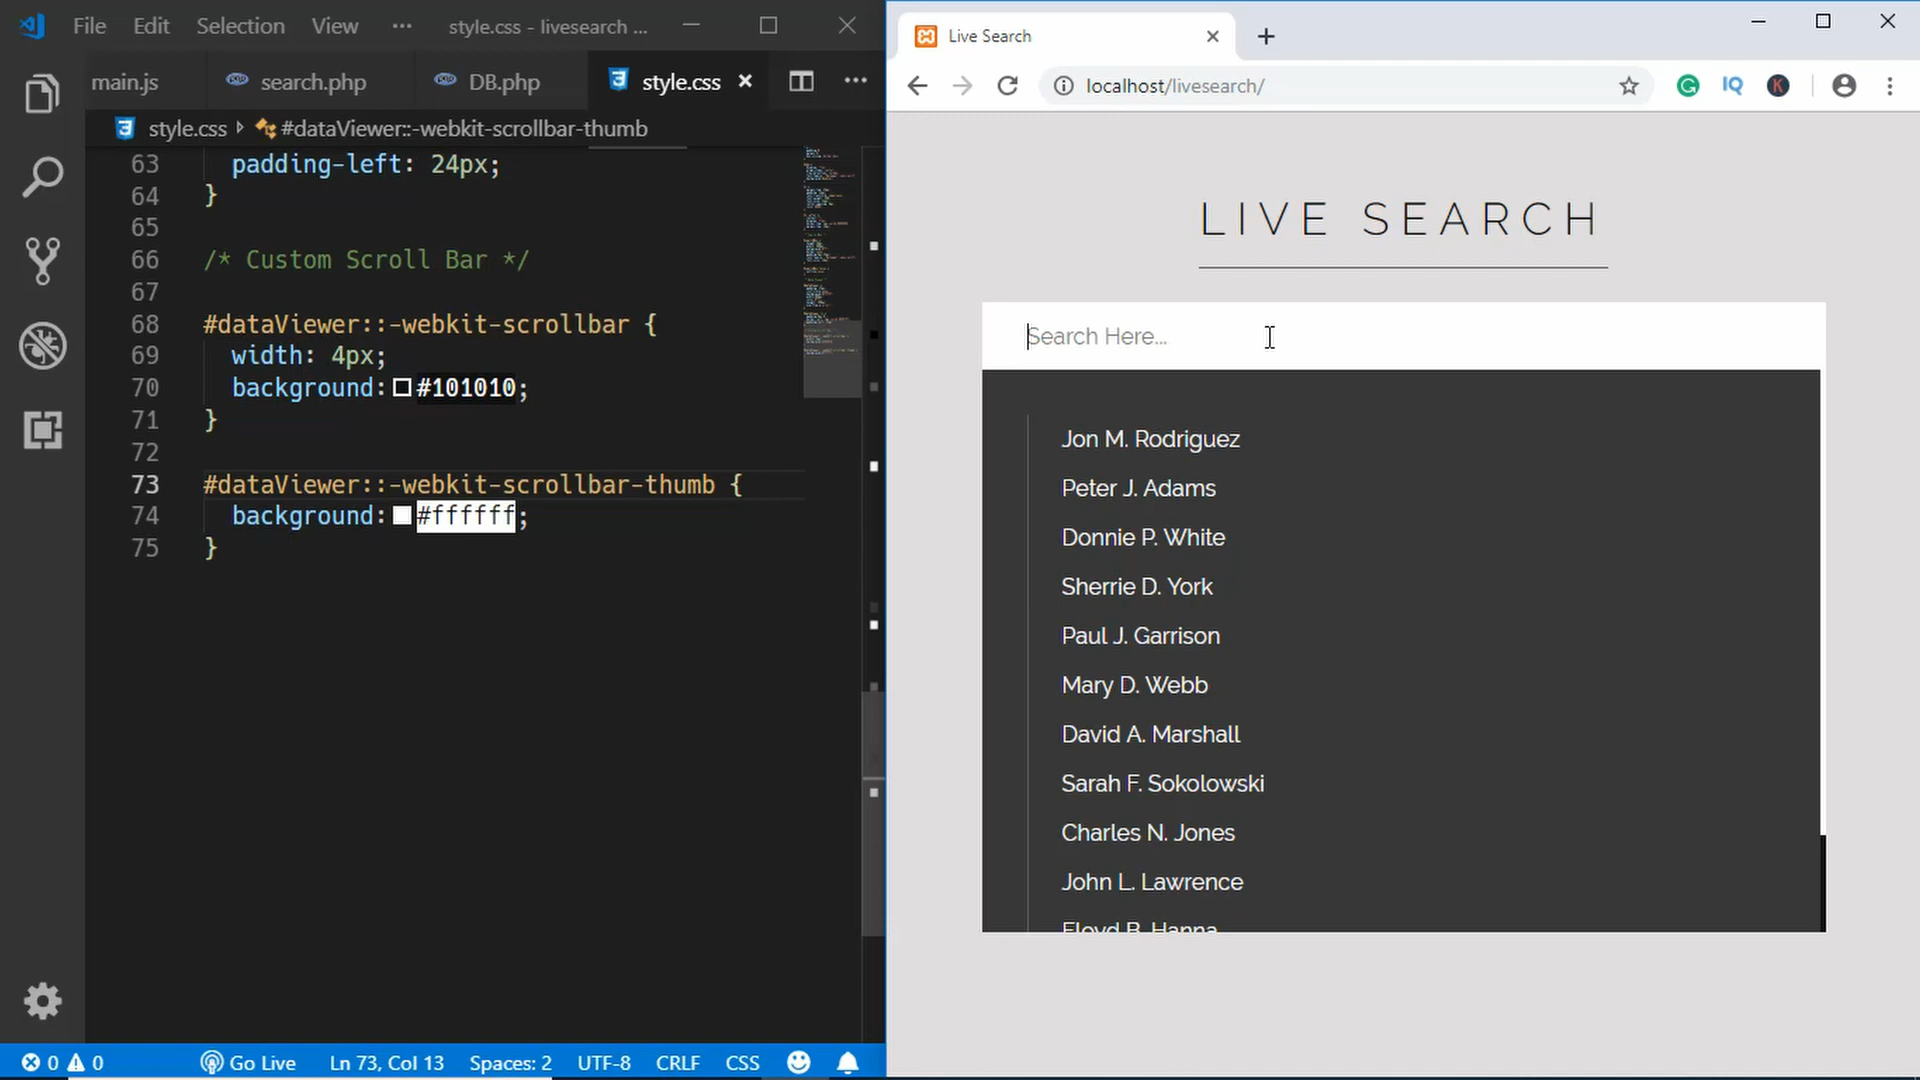 File Edit Selection View ··· style.css - livesearch ...
main.js search.php DB.php style.css
style.css #dataViewer::-webkit-scrollbar-thumb
63 padding-left: 24px;
64 }
65
66 /* Custom Scroll Bar */
67
68 #dataViewer::-webkit-scrollbar {
69 width: 4px;
70 background: #101010;
71 }
72
73 #dataViewer::-webkit-scrollbar-thumb {
74 background: #ffffff;
75 }
0 0 Go Live Ln 73, Col 13 Spaces: 2 UTF-8 CRLF CSS
Live Search
localhost/livesearch/
LIVE SEARCH
Search Here...
Jon M. Rodriguez
Peter J. Adams
Donnie P. White
Sherrie D. York
Paul J. Garrison
Mary D. Webb
David A. Marshall
Sarah F. Sokolowski
Charles N. Jones
John L. Lawrence
Floyd B. Hanna